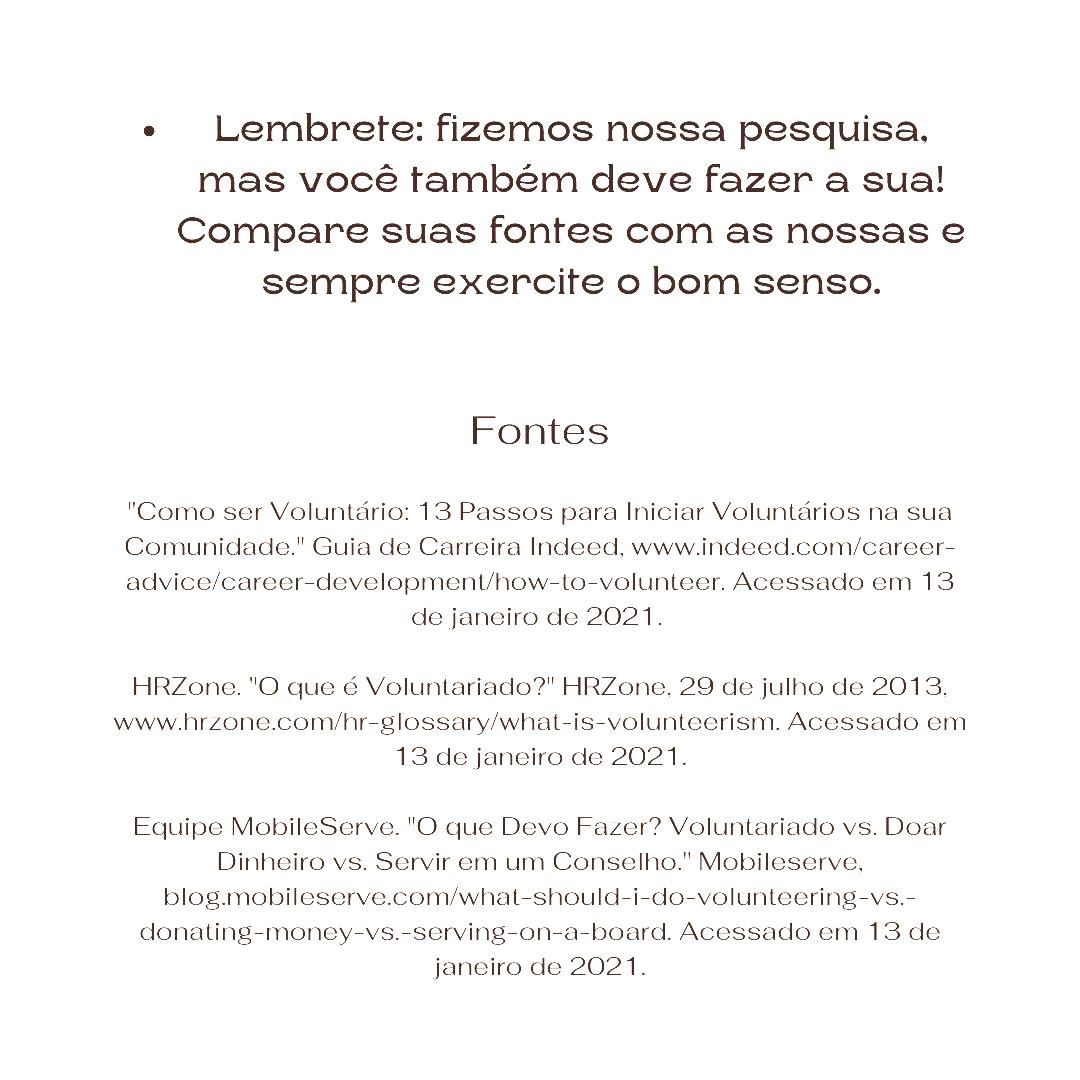 • Lembrete: fizemos nossa pesquisa,
mas você também deve fazer a sua!
Compare suas fontes com as nossas e
sempre exercite o bom senso.
Fontes
"Como ser Voluntário: 13 Passos para Iniciar Voluntários na sua
Comunidade." Guia de Carreira Indeed, www.indeed.com/career-
advice/career-development/how-to-volunteer. Acessado em 13
de janeiro de 2021.
HRZone. "O que é Voluntariado?" HRZone, 29 de julho de 2013,
www.hrzone.com/hr-glossary/what-is-volunteerism. Acessado em
13 de janeiro de 2021.
Equipe MobileServe. "O que Devo Fazer? Voluntariado vs. Doar
Dinheiro vs. Servir em um Conselho." Mobileserve,
blog.mobileserve.com/what-should-i-do-volunteering-vs.-
donating-money-vs.-serving-on-a-board. Acessado em 13 de
janeiro de 2021.